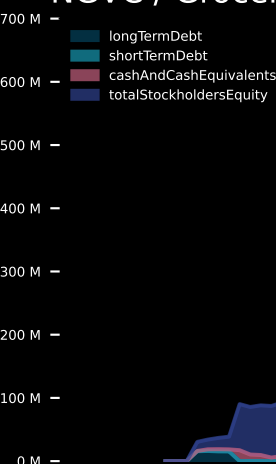 700 M
longTermDebt
shortTermDebt
cashAndCashEquivalents
totalStockholdersEquity
600 M
500 M
400 M
300 M
200 M
100 M
0 M